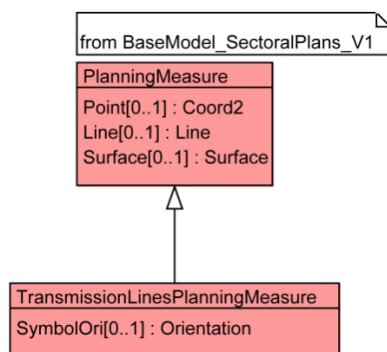 from BaseModel_SectoralPlans_V1
PlanningMeasure
Point[0..1] : Coord2
Line[0..1] : Line
Surface[0..1] : Surface
TransmissionLinesPlanningMeasure
SymbolOri[0..1] : Orientation